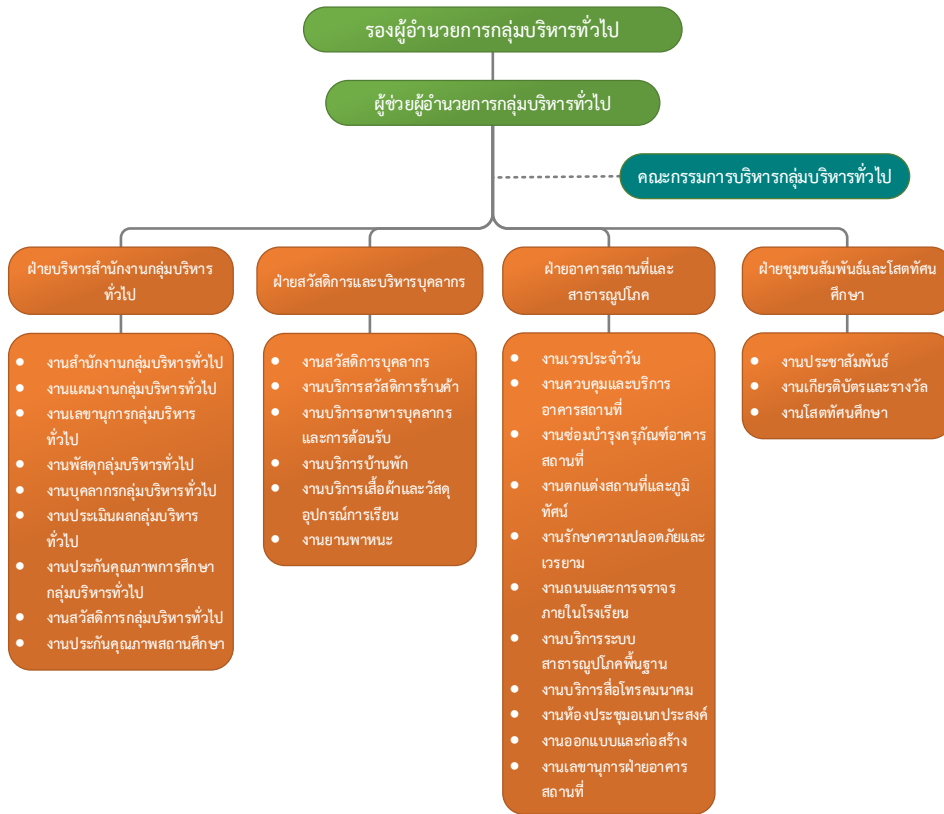 รองผู้อำนวยการกลุ่มบริหารทั่วไป
ผู้ช่วยผู้อำนวยการกลุ่มบริหารทั่วไป
คณะกรรมการบริหารกลุ่มบริหารทั่วไป
ฝ่ายบริหารสำนักงานกลุ่มบริหาร
ทั่วไป
● งานสำนักงานกลุ่มบริหารทั่วไป
● งานแผนงานกลุ่มบริหารทั่วไป
● งานเลขานุการกลุ่มบริหาร
ทั่วไป
● งานพัสดุกลุ่มบริหารทั่วไป
● งานบุคลากรกลุ่มบริหารทั่วไป
● งานประเมินผลกลุ่มบริหาร
ทั่วไป
● งานประกันคุณภาพการศึกษา
กลุ่มบริหารทั่วไป
● งานสวัสดิการกลุ่มบริหารทั่วไป
● งานประกันคุณภาพสถานศึกษา
ฝ่ายสวัสดิการและบริหารบุคลากร
● งานสวัสดิการบุคลากร
● งานบริการสวัสดิการร้านค้า
● งานบริการอาหารบุคลากร
และการต้อนรับ
● งานบริการบ้านพัก
● งานบริการเสื้อผ้าและวัสดุ
อุปกรณ์การเรียน
● งานยานพาหนะ
ฝ่ายอาคารสถานที่และ
สาธารณูปโภค
● งานเวรประจำวัน
● งานควบคุมและบริการ
อาคารสถานที่
● งานซ่อมบำรุงครุภัณฑ์อาคาร
สถานที่
● งานตกแต่งสถานที่และภูมิ
ทัศน์
● งานรักษาความปลอดภัยและ
เวรยาม
● งานถนนและการจราจร
ภายในโรงเรียน
● งานบริการระบบ
สาธารณูปโภคพื้นฐาน
● งานบริการสื่อโทรคมนาคม
● งานห้องประชุมอเนกประสงค์
● งานออกแบบและก่อสร้าง
● งานเลขานุการฝ่ายอาคาร
สถานที่
ฝ่ายชุมชนสัมพันธ์และโสตทัศน
ศึกษา
● งานประชาสัมพันธ์
● งานเกียรติบัตรและรางวัล
● งานโสตทัศนศึกษา